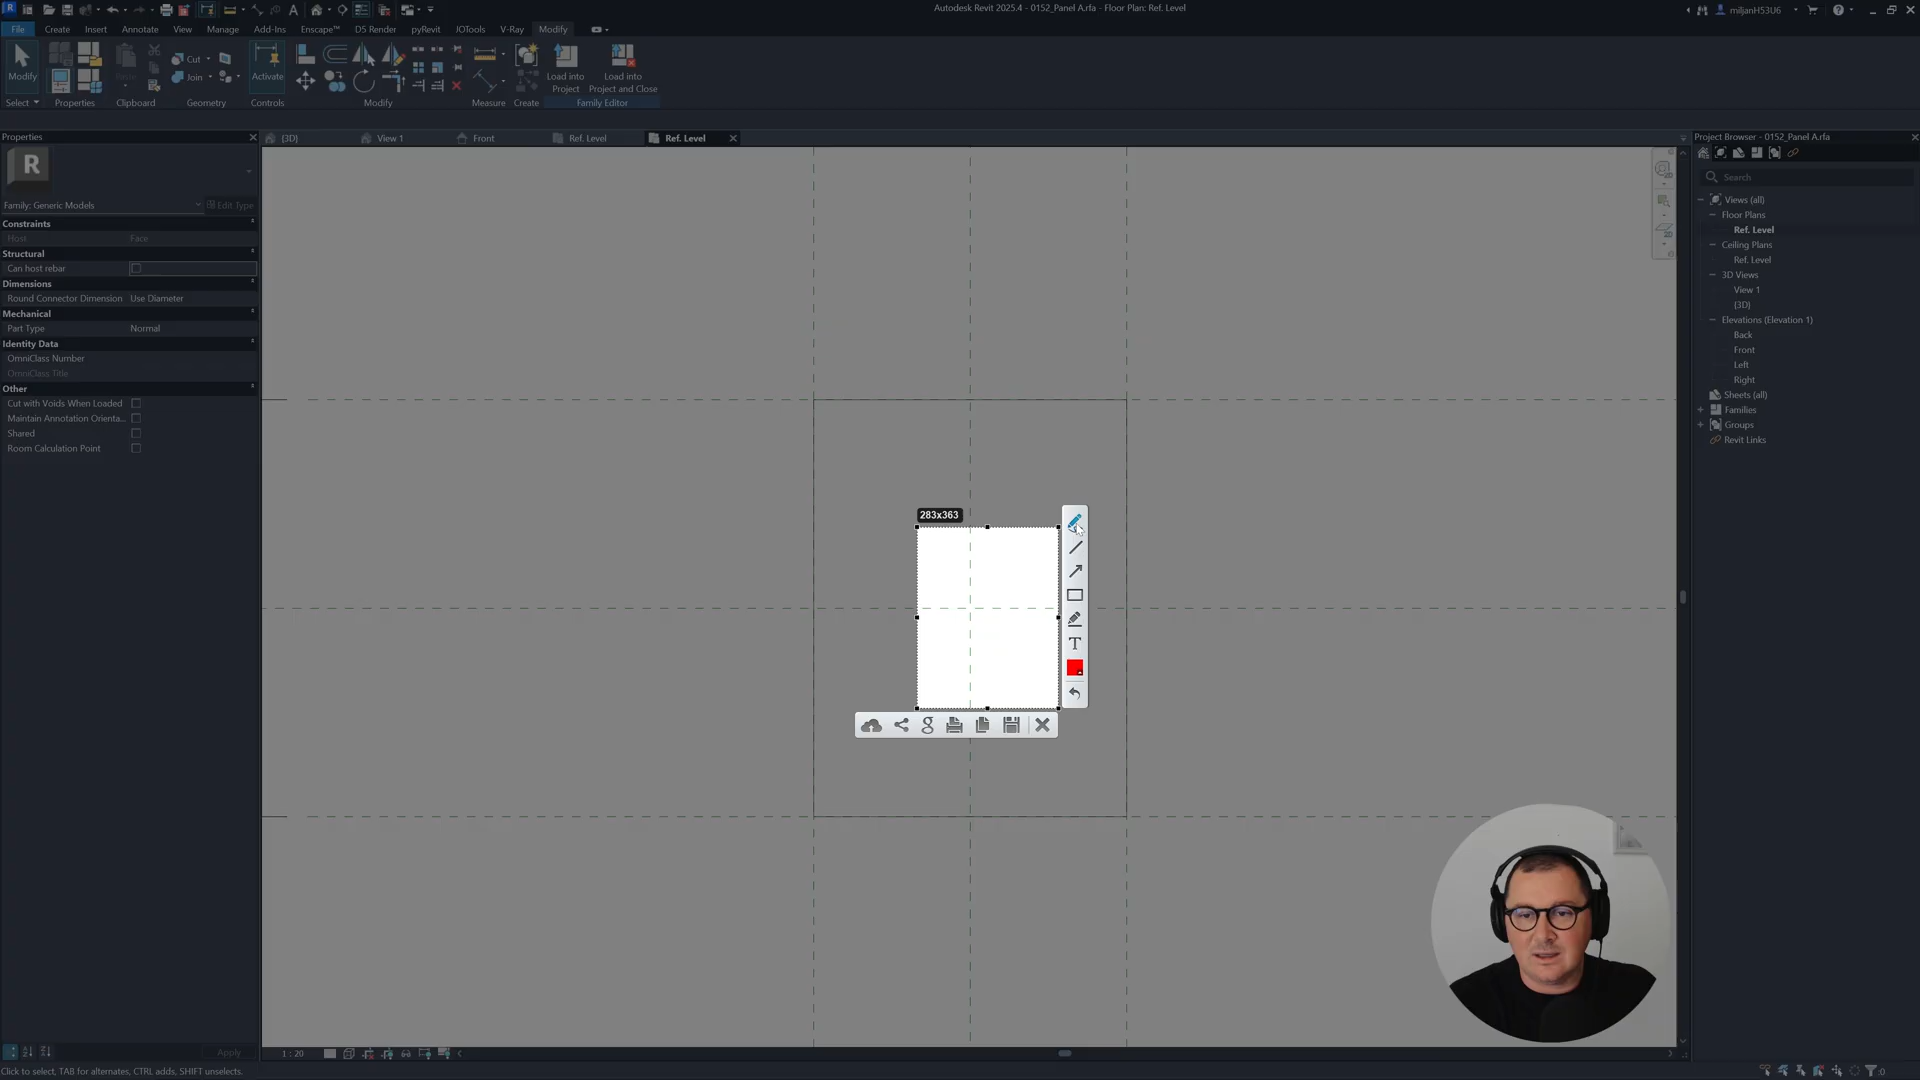 Autodesk Revit 2025.4 - 0152_Panel A.rfa - Floor Plan: Ref. Level
miljanH53U6
File Create Insert Annotate View Manage Add-Ins Enscape™ D5 Render pyRevit JOTools V-Ray Modify
Modify
Cut
Join
Activate
Load into Project
Load into Project and Close
Select Properties Clipboard Geometry Controls Modify Measure Create Family Editor
Properties
{3D} View 1 Front Ref. Level Ref. Level
Project Browser - 0152_Panel A.rfa
R
Search
Family: Generic Models Edit Type
Constraints
Host Face
Structural
Can host rebar
Dimensions
Round Connector Dimension Use Diameter
Mechanical
Part Type Normal
Identity Data
OmniClass Number
OmniClass Title
Other
Cut with Voids When Loaded
Maintain Annotation Orienta...
Shared
Room Calculation Point
Views (all)
Floor Plans
Ref. Level
Ceiling Plans
Ref. Level
3D Views
View 1
{3D}
Elevations (Elevation 1)
Back
Front
Left
Right
Sheets (all)
Families
Groups
Revit Links
283x363
T
g
Apply
1 : 20
Click to select, TAB for alternates, CTRL adds, SHIFT unselects.
:0